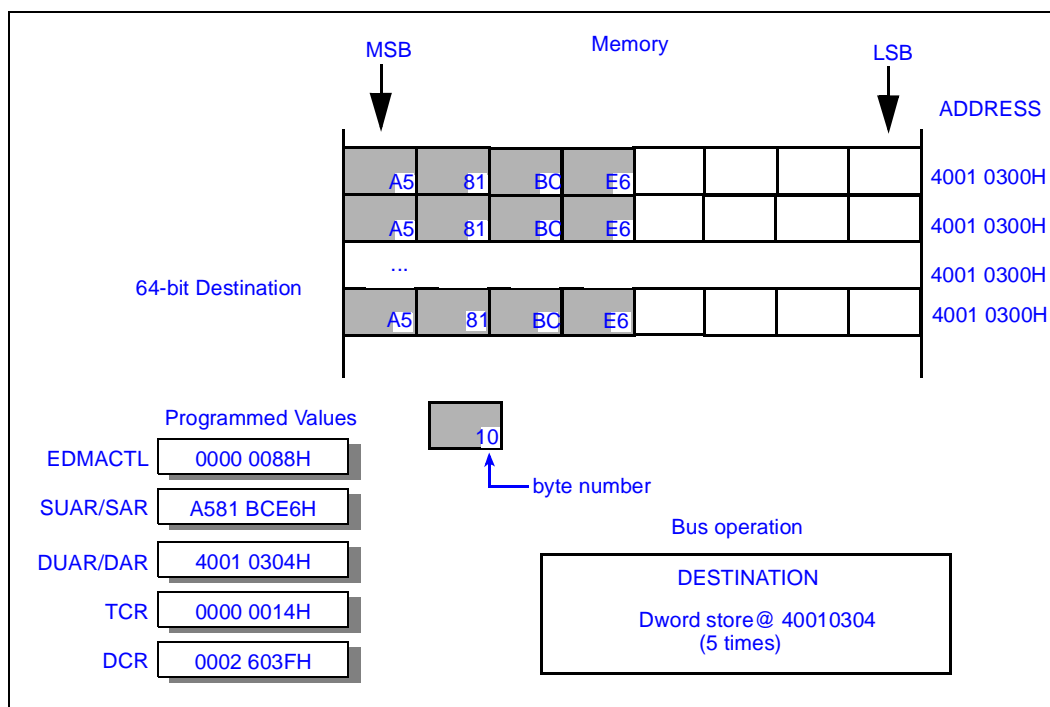 MSB Memory LSB
ADDRESS
A5 81 BC E6 4001 0300H
A5 81 BC E6 4001 0300H
... 4001 0300H
64-bit Destination
A5 81 BC E6 4001 0300H
Programmed Values
10
EDMACTL 0000 0088H
byte number
SUAR/SAR A581 BCE6H
Bus operation
DUAR/DAR 4001 0304H
DESTINATION
TCR 0000 0014H
Dword store@ 40010304
(5 times)
DCR 0002 603FH